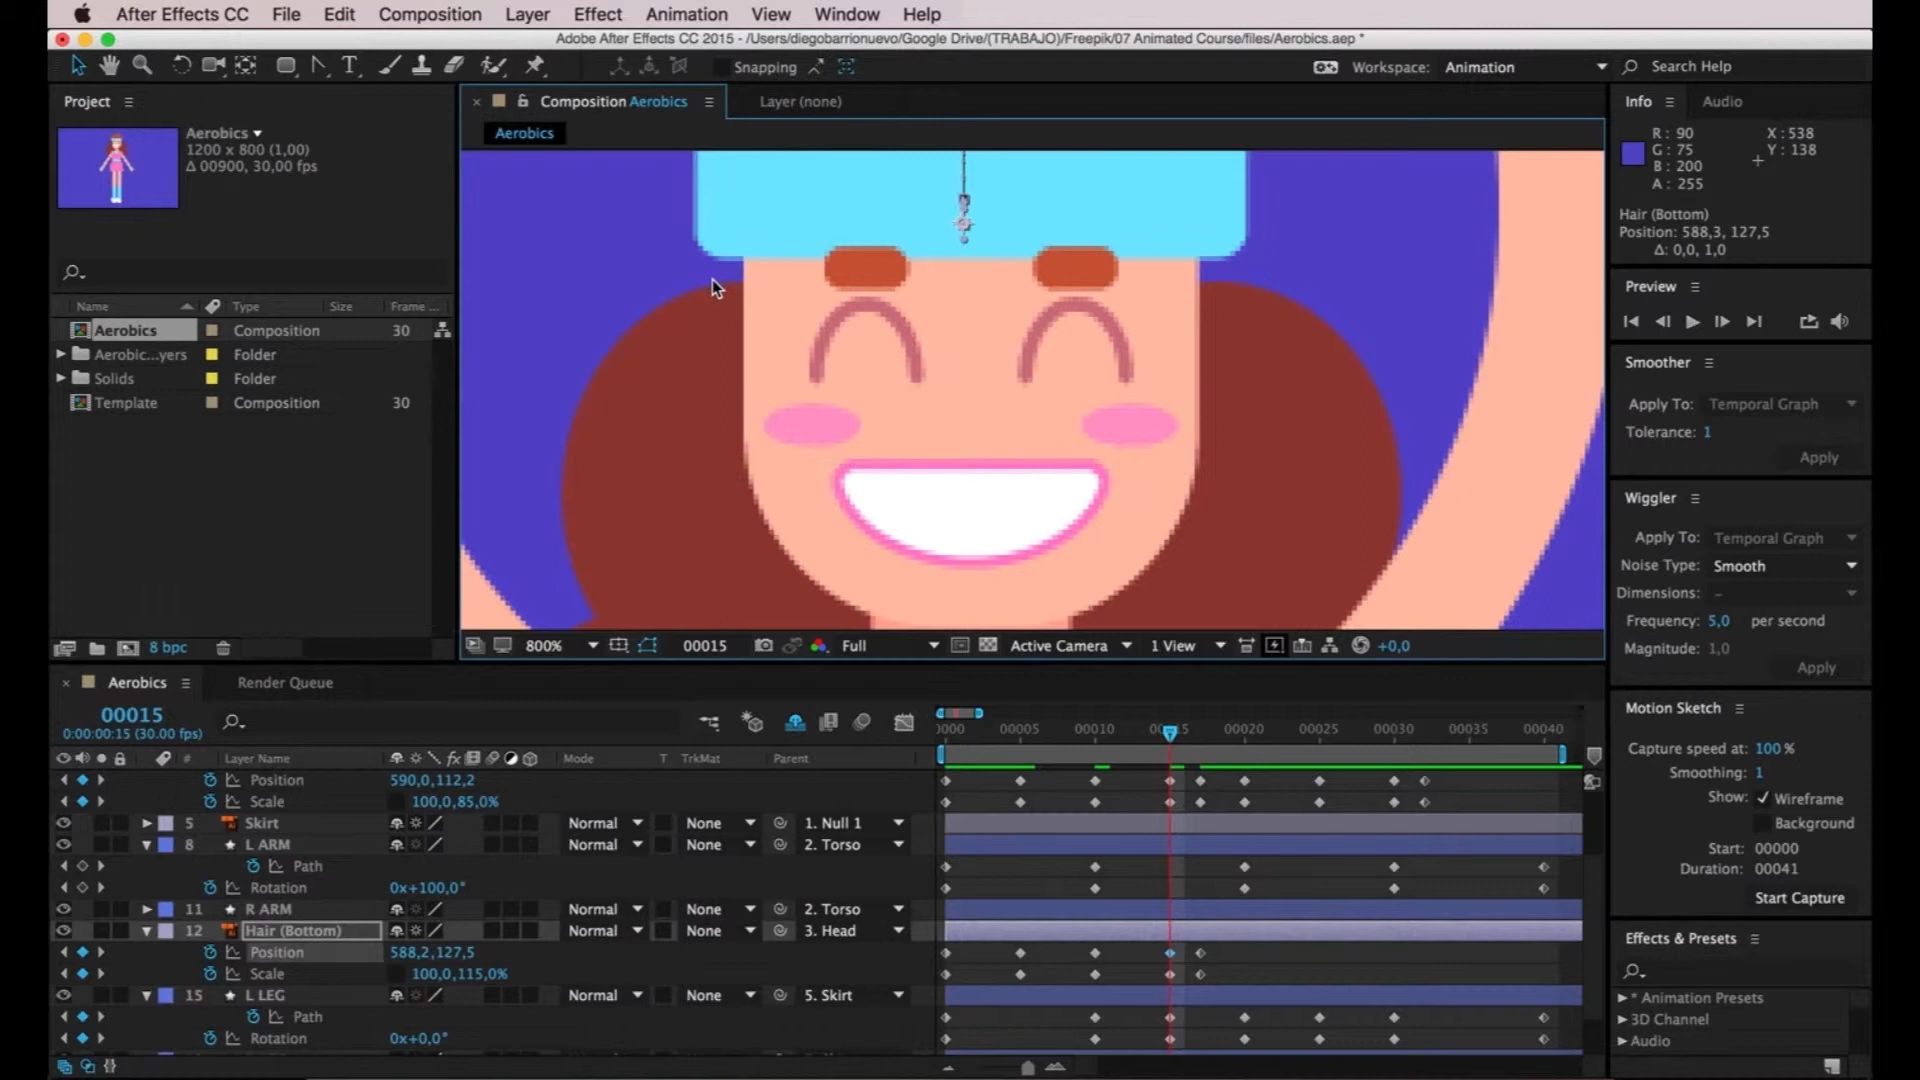 After Effects CC File Edit Composition Layer Effect Animation View Window Help
Adobe After Effects CC 2015 - /Users/diegobarrionuevo/Google Drive/(TRABAJO)/Freepik/07 Animated Course/files/Aerobics.aep *
Snapping Workspace: Animation Search Help
Project
Aerobics
1200 x 800 (1,00)
Δ 00900, 30,00 fps
Name Type Size Frame ...
Aerobics Composition 30
Aerobic...yers Folder
Solids Folder
Template Composition 30
8 bpc
Composition Aerobics Layer (none)
Aerobics
800% 00015 Full Active Camera 1 View +0,0
Info Audio
R: 90 X: 538
G: 75 Y: 138
B: 200
A: 255
Hair (Bottom)
Position: 588,3, 127,5
Δ: 0,0, 1,0
Preview
Smoother
Apply To: Temporal Graph
Tolerance: 1
Apply
Wiggler
Apply To: Temporal Graph
Noise Type: Smooth
Dimensions: –
Frequency: 5,0 per second
Magnitude: 1,0
Apply
Motion Sketch
Capture speed at: 100 %
Smoothing: 1
Show: Wireframe
Background
Start: 00000
Duration: 00041
Start Capture
Effects & Presets
* Animation Presets
3D Channel
Audio
Aerobics Render Queue
00015
0:00:00:15 (30.00 fps)
0000 00005 00010 00015 00020 00025 00030 00035 00040
# Layer Name Mode T TrkMat Parent
Position 590,0,112,2
Scale 100,0,85,0%
5 Skirt Normal None 1. Null 1
8 L ARM Normal None 2. Torso
Path
Rotation 0x+100,0°
11 R ARM Normal None 2. Torso
12 Hair (Bottom) Normal None 3. Head
Position 588,2,127,5
Scale 100,0,115,0%
15 L LEG Normal None 5. Skirt
Path
Rotation 0x+0,0°